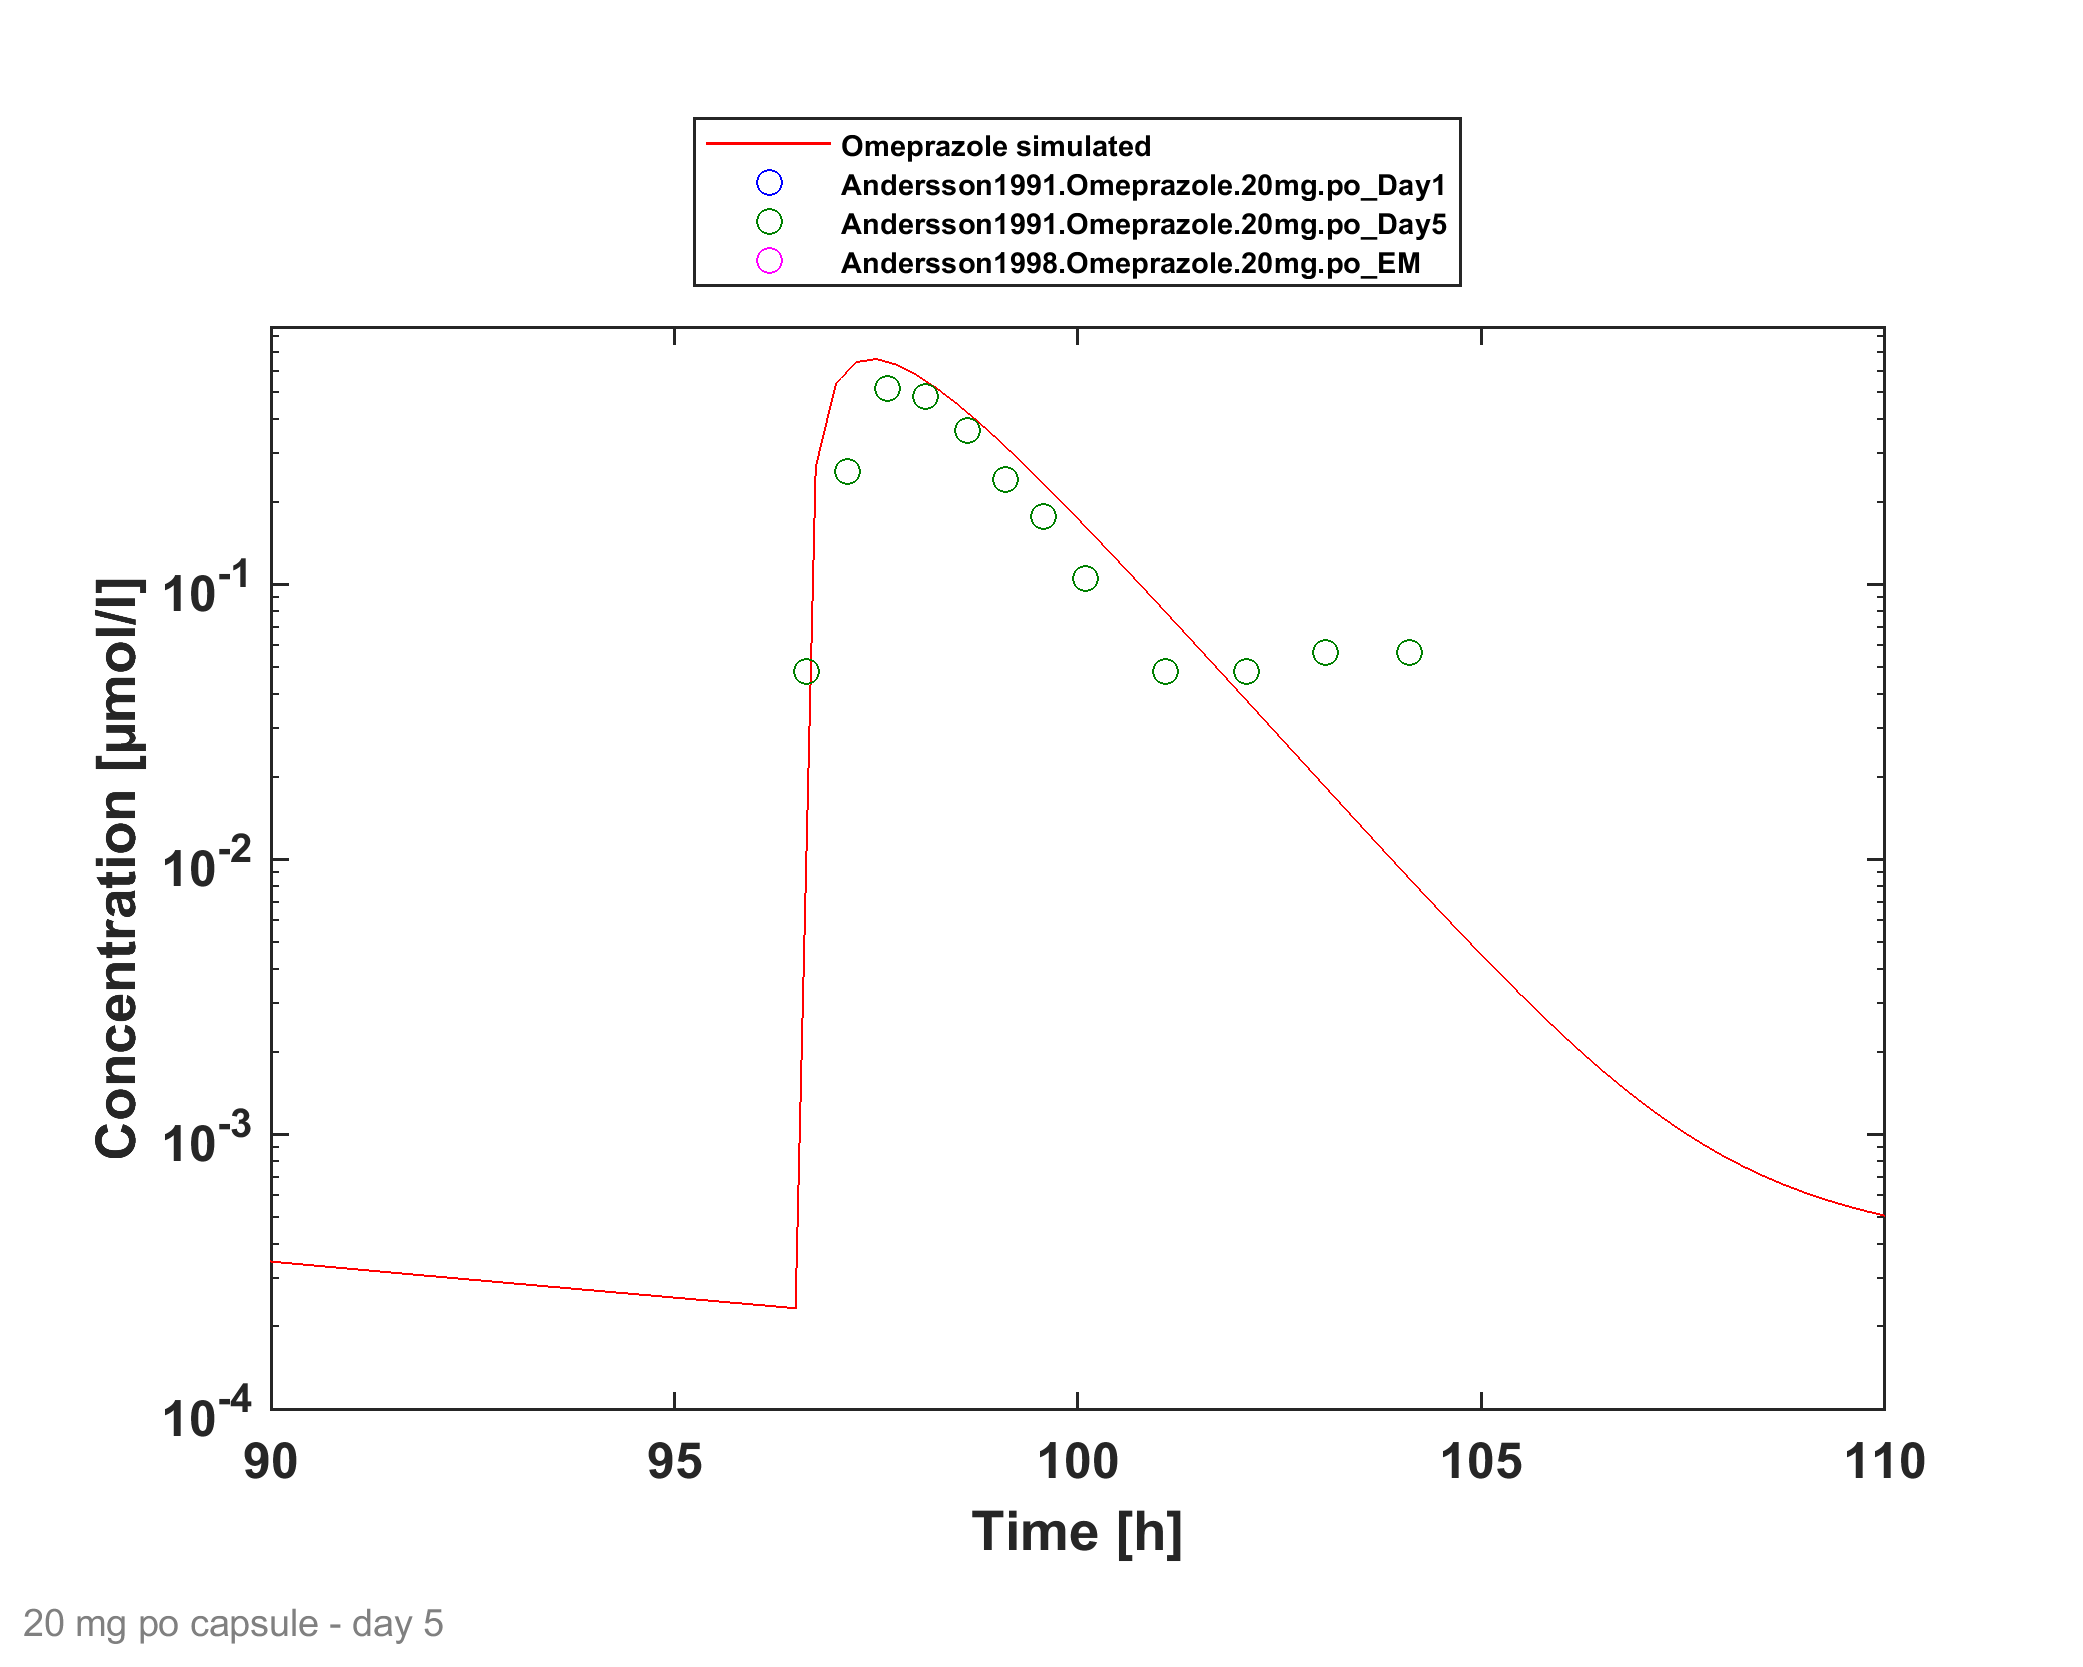 Omeprazole simulated
Andersson1991.Omeprazole.20mg.po_Day1
Andersson1991.Omeprazole.20mg.po_Day5
Andersson1998.Omeprazole.20mg.po_EM
Concentration [µmol/l]
10^-1
10^-2
10^-3
10^-4
90 95 100 105 110
Time [h]
20 mg po capsule - day 5